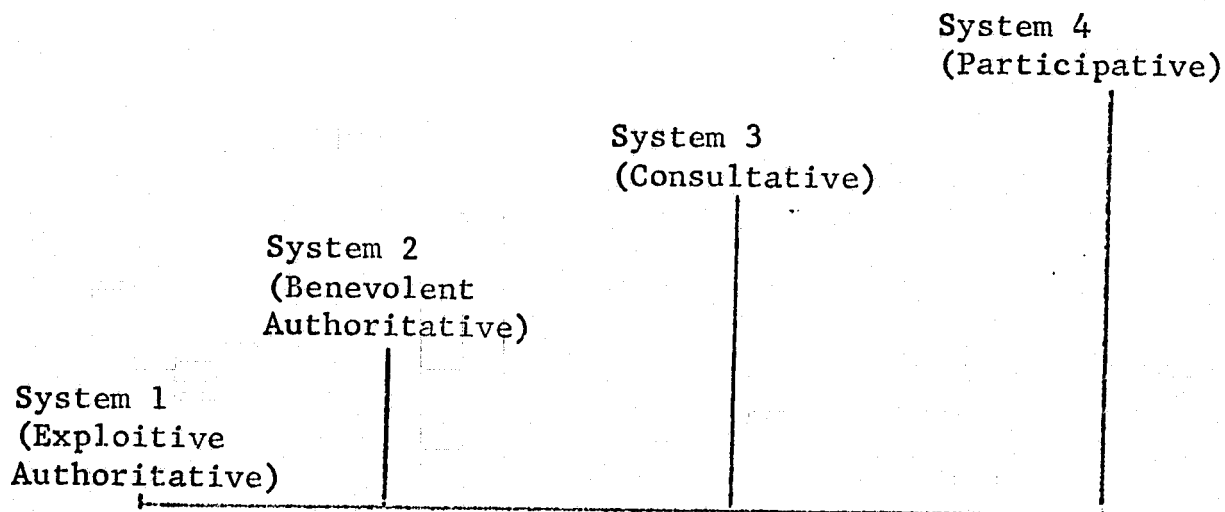 System 4
(Participative)
System 3
(Consultative)
System 2
(Benevolent
Authoritative)
System 1
(Exploitive
Authoritative)